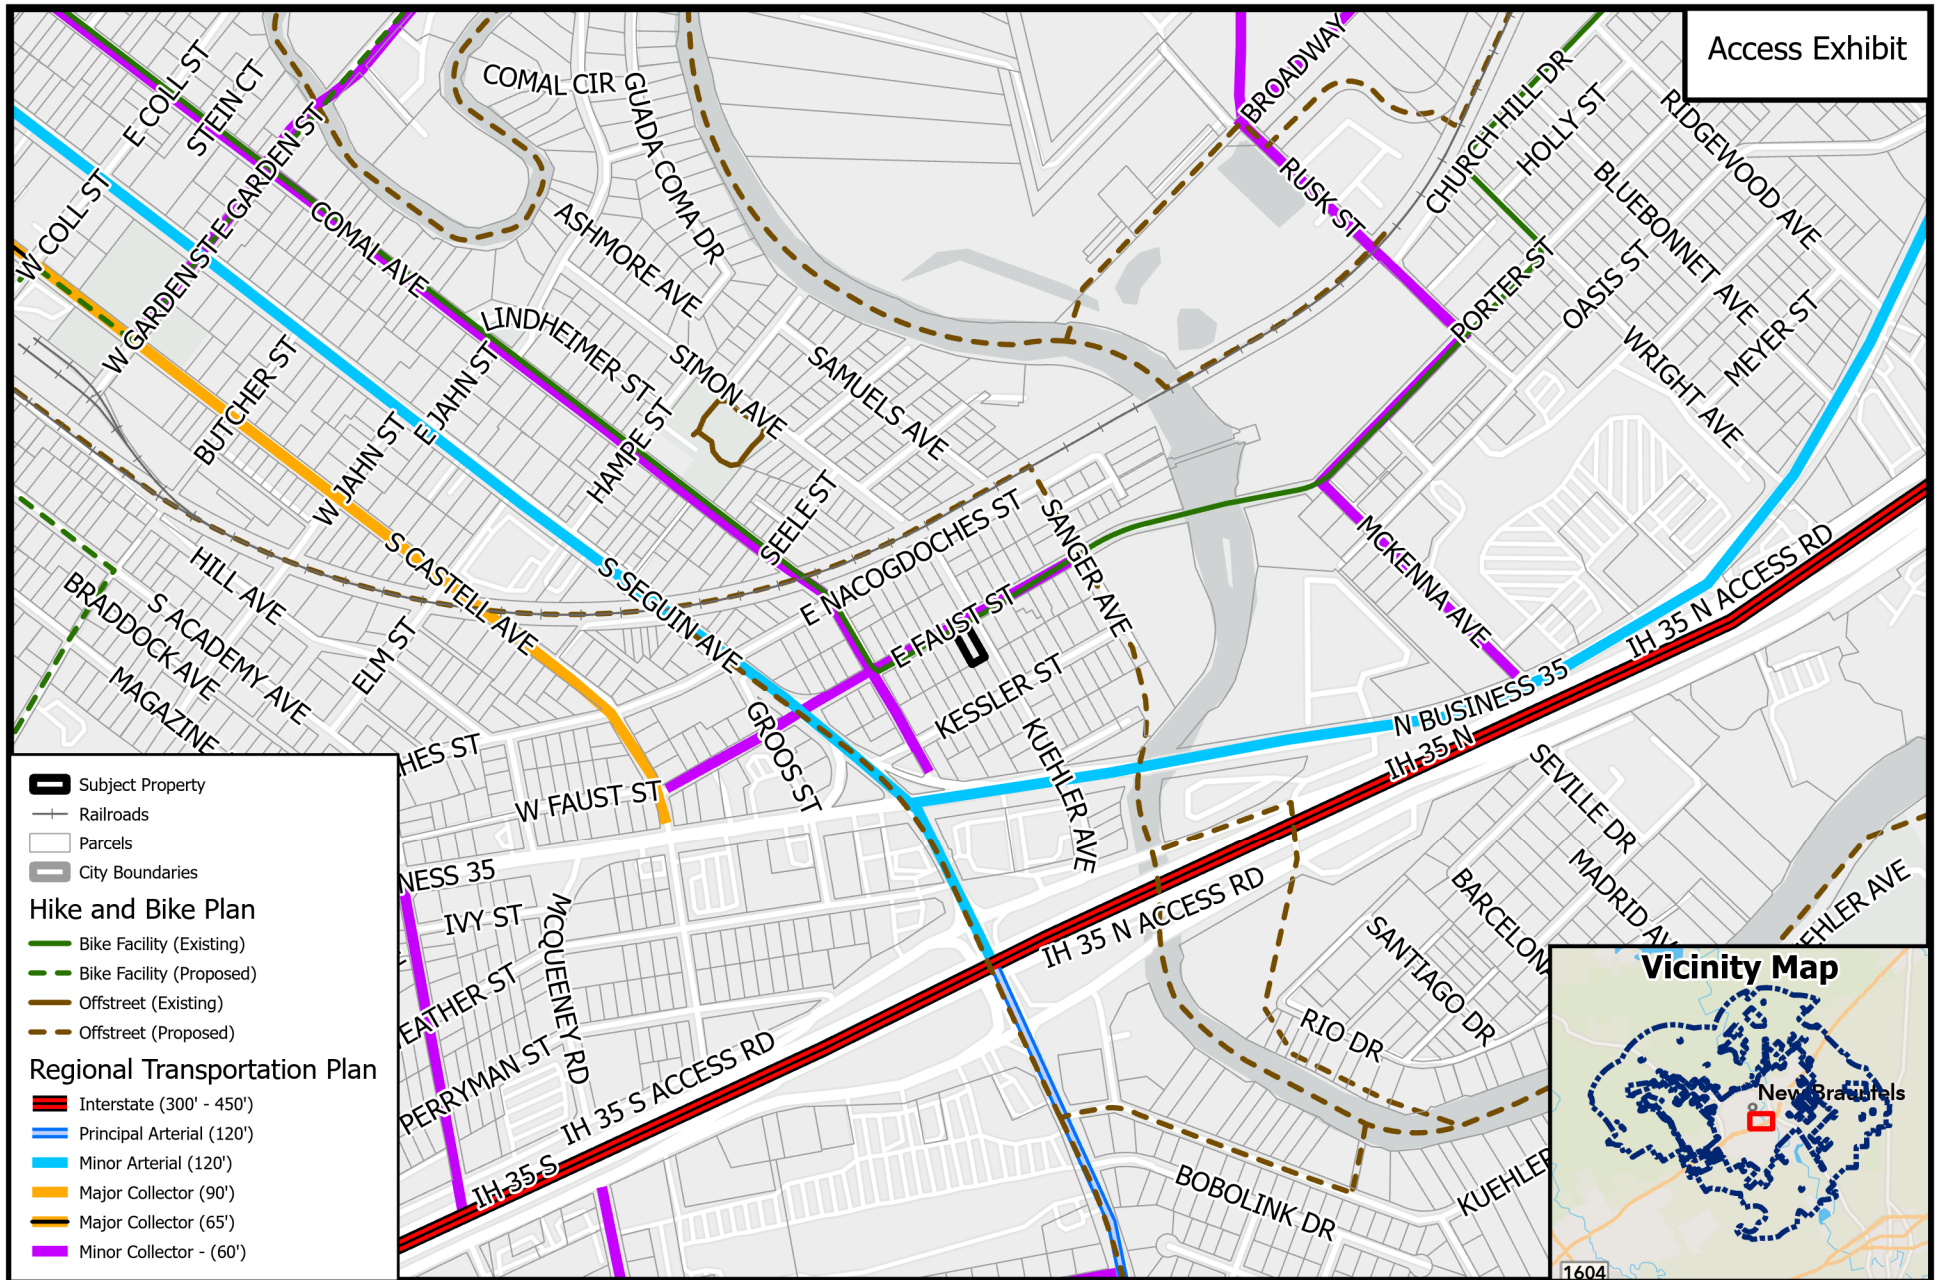 Access Exhibit
E COLL ST
STEIN CT
COMAL CIR
GUADA COMA DR
BROADWAY
CHURCH HILL DR
HOLLY ST
RIDGEWOOD AVE
W COLL ST
E GARDEN ST
W GARDEN ST
COMAL AVE
ASHMORE AVE
RUSK ST
BLUEBONNET AVE
PORTER ST
OASIS ST
MEYER ST
WRIGHT AVE
LINDHEIMER ST
SIMON AVE
SAMUELS AVE
BUTCHER ST
E JAHN ST
W JAHN ST
HAMPE ST
SEELE ST
E NACOGDOCHES ST
SANGER AVE
MCKENNA AVE
S CASTELL AVE
S SEGUIN AVE
HILL AVE
BRADDOCK AVE
S ACADEMY AVE
MAGAZINE
ELM ST
E FAUST ST
KESSLER ST
KUEHLER AVE
GROOS ST
W FAUST ST
HES ST
NESS 35
N BUSINESS 35
IH 35 N ACCESS RD
IH 35 N
SEVILLE DR
MADRID AV
BARCELONA
SANTIAGO DR
EHLER AVE
IVY ST
MCQUEENEY RD
EATHER ST
PERRYMAN ST
IH 35 S ACCESS RD
IH 35 S
IH 35 N ACCESS RD
RIO DR
BOBOLINK DR
KUEHLER
Subject Property
Railroads
Parcels
City Boundaries
Hike and Bike Plan
Bike Facility (Existing)
Bike Facility (Proposed)
Offstreet (Existing)
Offstreet (Proposed)
Regional Transportation Plan
Interstate (300' - 450')
Principal Arterial (120')
Minor Arterial (120')
Major Collector (90')
Major Collector (65')
Minor Collector - (60')
Vicinity Map
New Braunfels
1604